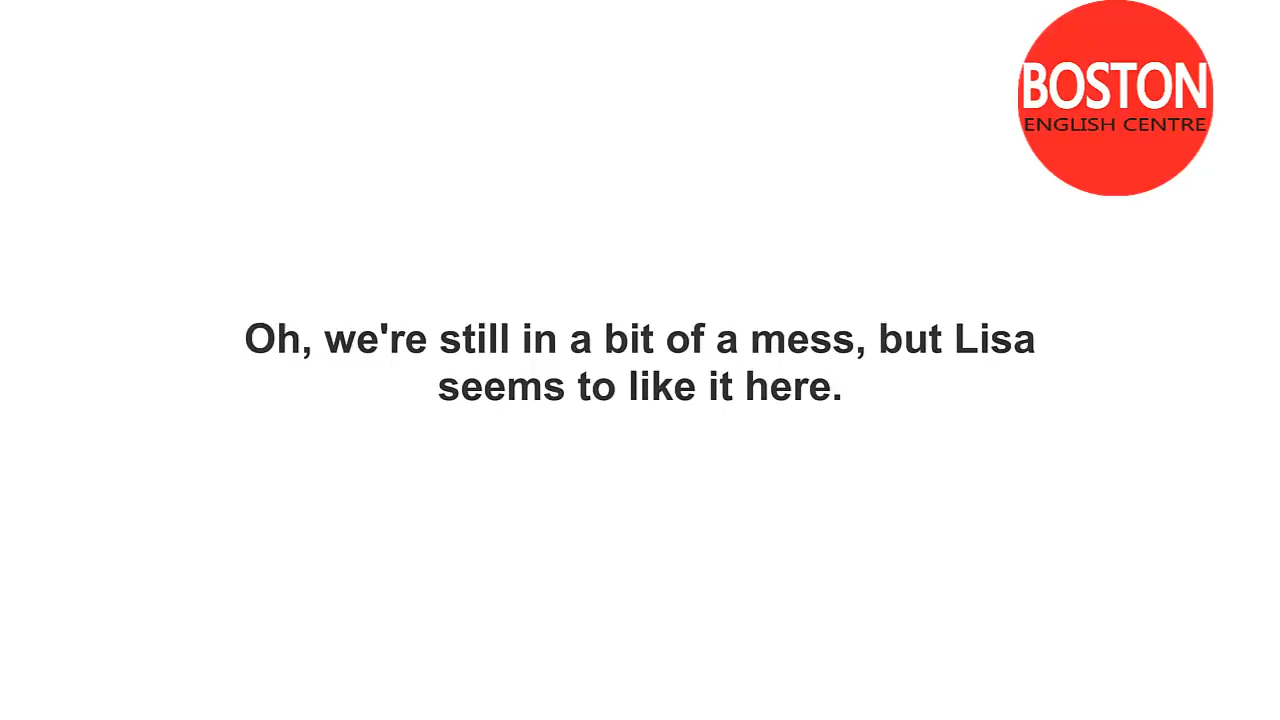 BOSTON
ENGLISH CENTRE
Oh, we're still in a bit of a mess, but Lisa
seems to like it here.